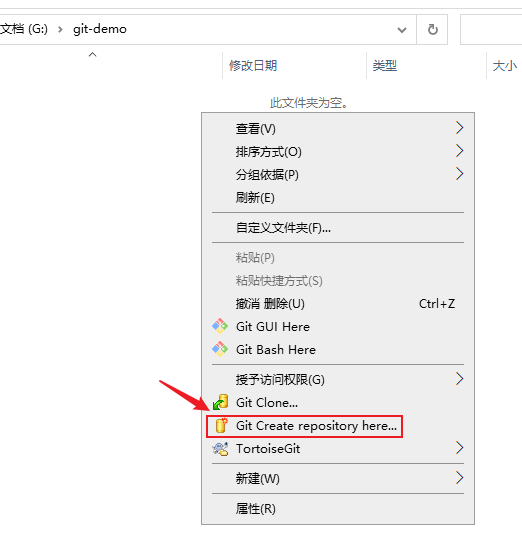 文档 (G:) > git-demo
修改日期 类型 大小
此文件夹为空。
查看(V)
排序方式(O)
分组依据(P)
刷新(E)
自定义文件夹(F)...
粘贴(P)
粘贴快捷方式(S)
撤消 删除(U) Ctrl+Z
Git GUI Here
Git Bash Here
授予访问权限(G)
Git Clone...
Git Create repository here...
TortoiseGit
新建(W)
属性(R)